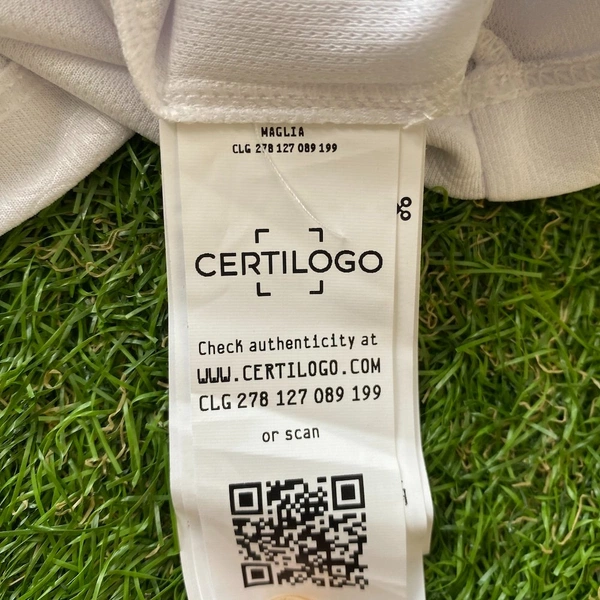 MAGLIA
CLG 278 127 089 199
CERTILOGO
Check authenticity at
WWW.CERTILOGO.COM
CLG 278 127 089 199
or scan